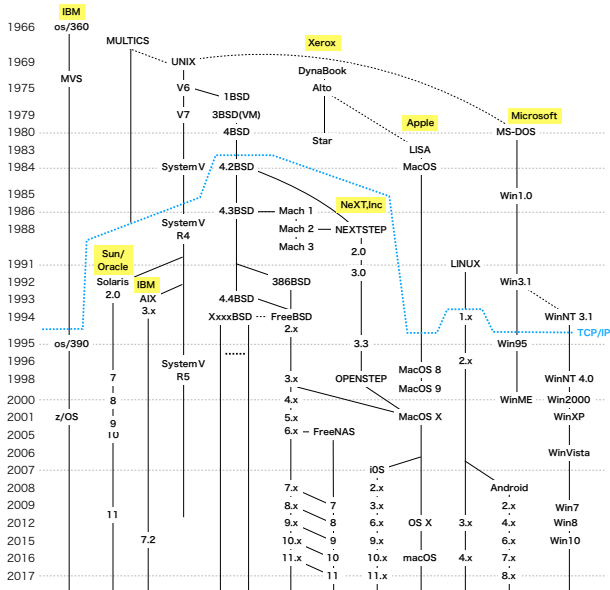 IBM
1966 os/360
MULTICS
Xerox
1969 UNIX
DynaBook
MVS
1975 V6 Alto
1BSD
Microsoft
1979 V7 3BSD(VM)
Apple
1980 4BSD MS-DOS
Star
1983 LISA
1984 SystemV 4.2BSD MacOS
1985 Win1.0
NeXT,Inc
1986 4.3BSD Mach 1
SystemV
R4
1988 Mach 2 NEXTSTEP
Mach 3 2.0
Sun/
Oracle
1991 LINUX
3.0
1992 Solaris IBM 386BSD Win3.1
1993 2.0 AIX 4.4BSD
1994 3.x XxxxBSD FreeBSD 1.x WinNT 3.1
2.x
TCP/IP
1995 os/390 3.3 Win95
1996 SystemV
R5
2.x
MacOS 8
1998 7 3.x OPENSTEP WinNT 4.0
MacOS 9
2000 8 4.x WinME Win2000
2001 z/OS 9 5.x MacOS X WinXP
2005 10 6.x FreeNAS
2006 WinVista
2007 iOS
2008 7.x 2.x Android
2009 11 8.x 7 3.x 2.x Win7
2012 9.x 8 6.x OS X 3.x 4.x Win8
2015 7.2 10.x 9 9.x 6.x Win10
2016 11.x 10 10.x macOS 4.x 7.x
2017 11 11.x 8.x